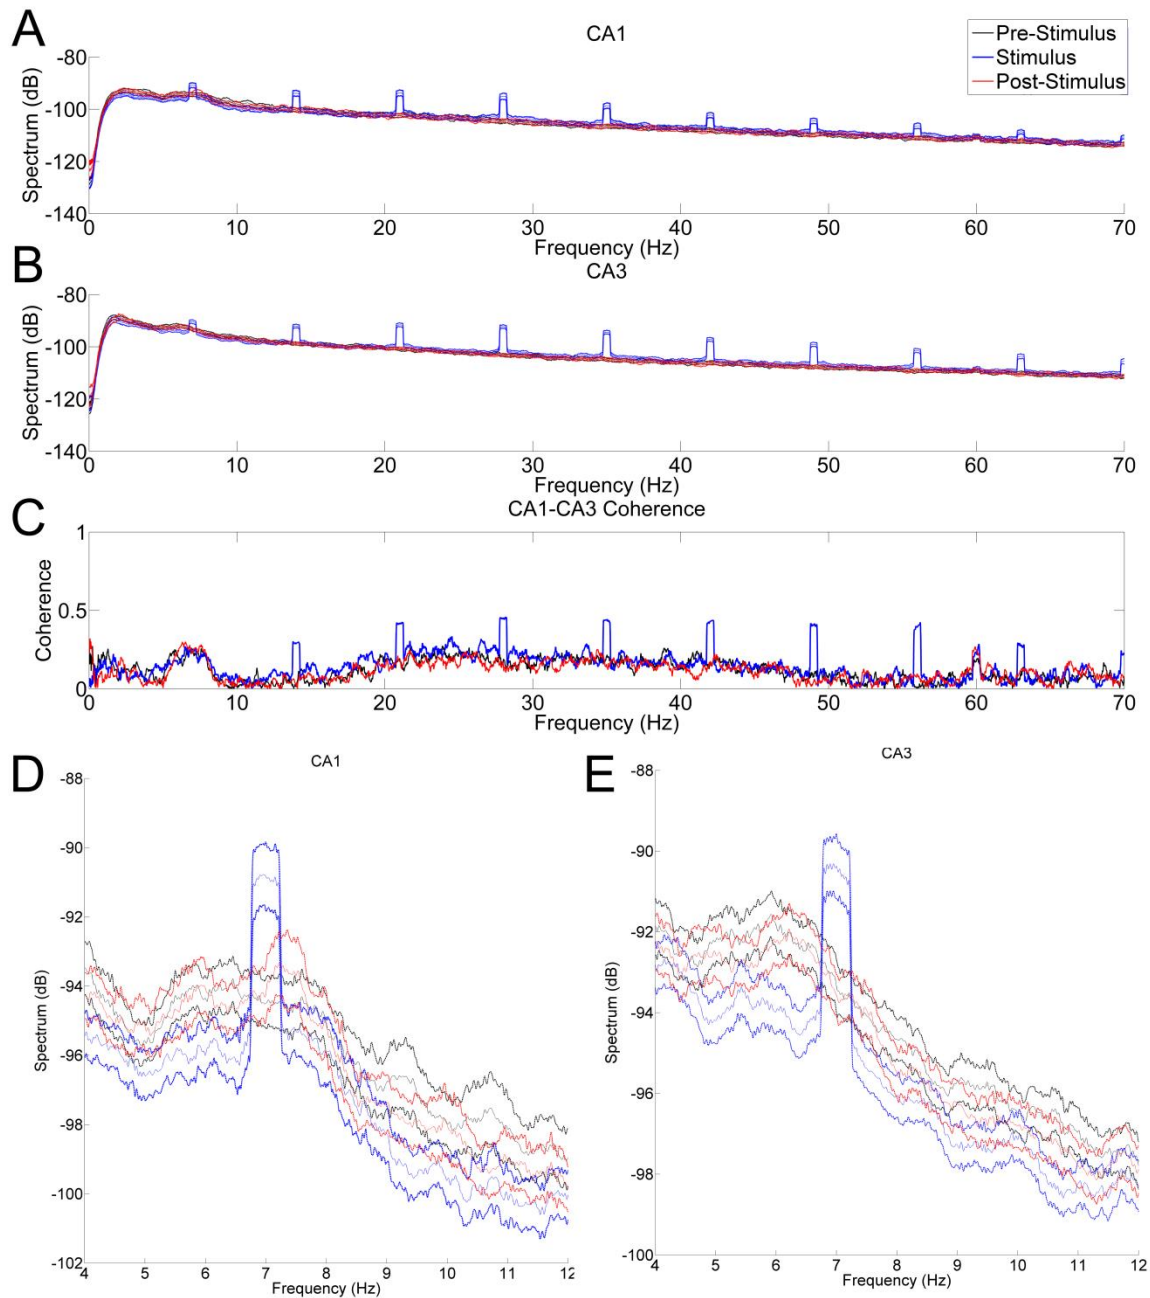 A
CA1
Pre-Stimulus
Stimulus
Post-Stimulus
Spectrum (dB)
-80
-100
-120
-140
0 10 20 30 40 50 60 70
Frequency (Hz)
B
CA3
Spectrum (dB)
-80
-100
-120
-140
0 10 20 30 40 50 60 70
Frequency (Hz)
C
CA1-CA3 Coherence
Coherence
1
0.5
0
0 10 20 30 40 50 60 70
Frequency (Hz)
D
CA1
Spectrum (dB)
-88
-90
-92
-94
-96
-98
-100
-102
4 5 6 7 8 9 10 11 12
Frequency (Hz)
E
CA3
Spectrum (dB)
-88
-90
-92
-94
-96
-98
-100
4 5 6 7 8 9 10 11 12
Frequency (Hz)